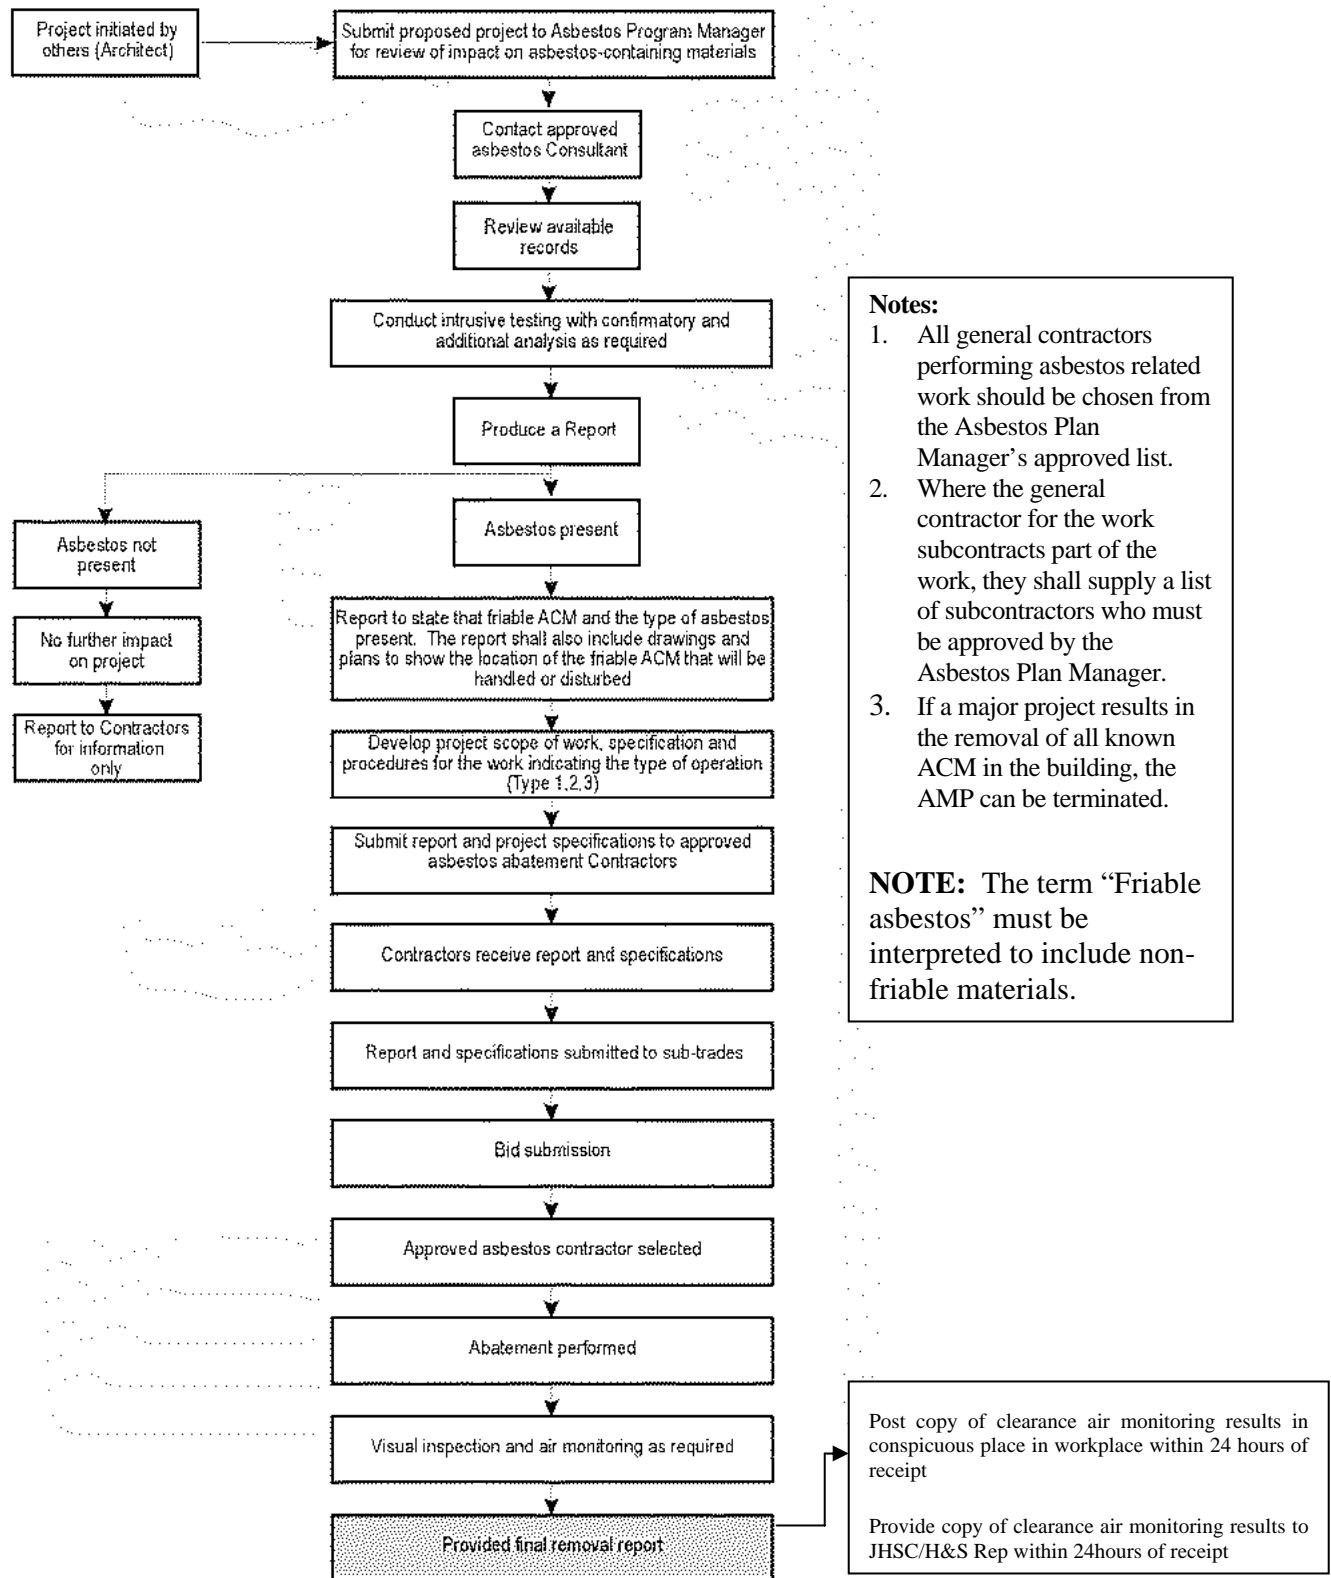 Project initiated by
others (Architect)
Submit proposed project to Asbestos Program Manager
for review of impact on asbestos-containing materials
Contact approved
asbestos Consultant
Review available
records
Conduct intrusive testing with confirmatory and
additional analysis as required
Produce a Report
Asbestos not
present
Asbestos present
No further impact
on project
Report to Contractors
for information
only
Report to state that friable ACM and the type of asbestos
present. The report shall also include drawings and
plans to show the location of the friable ACM that will be
handled or disturbed
Develop project scope of work, specification and
procedures for the work indicating the type of operation
(Type 1,2,3)
Submit report and project specifications to approved
asbestos abatement Contractors
Contractors receive report and specifications
Report and specifications submitted to sub-trades
Bid submission
Approved asbestos contractor selected
Abatement performed
Visual inspection and air monitoring as required
Provided final removal report
Notes:
1. All general contractors
performing asbestos related
work should be chosen from
the Asbestos Plan
Manager’s approved list.
2. Where the general
contractor for the work
subcontracts part of the
work, they shall supply a list
of subcontractors who must
be approved by the
Asbestos Plan Manager.
3. If a major project results in
the removal of all known
ACM in the building, the
AMP can be terminated.
NOTE: The term “Friable
asbestos” must be
interpreted to include non-
friable materials.
Post copy of clearance air monitoring results in
conspicuous place in workplace within 24 hours of
receipt
Provide copy of clearance air monitoring results to
JHSC/H&S Rep within 24hours of receipt